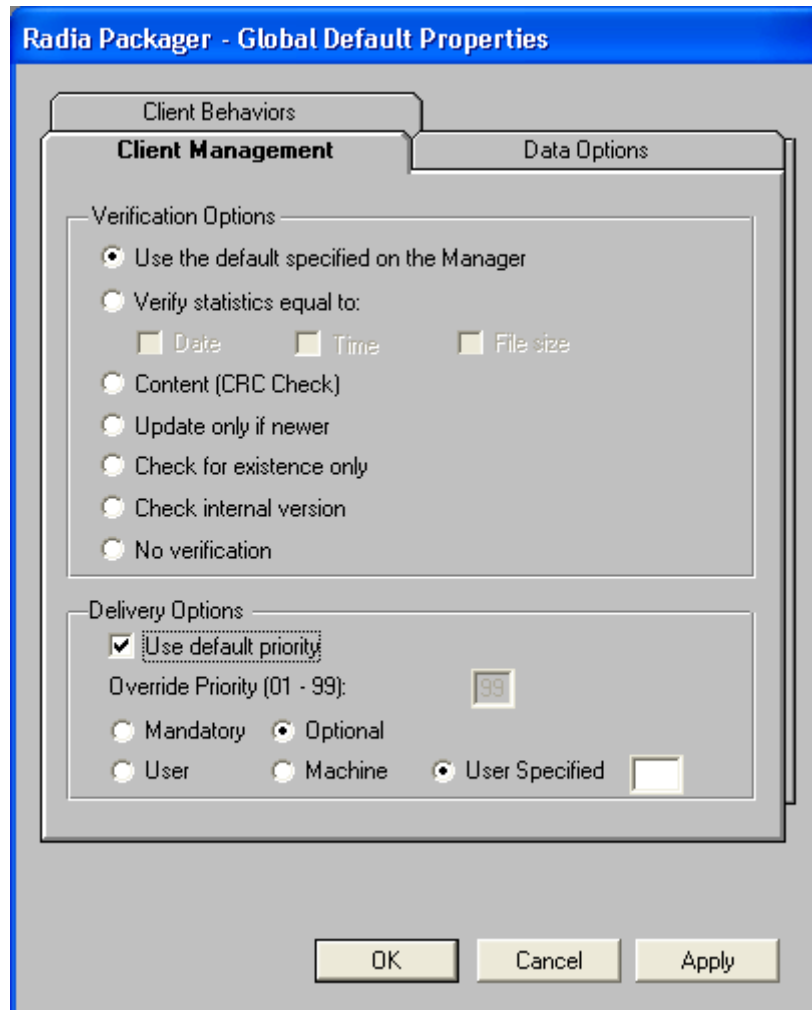 Radia Packager - Global Default Properties
Client Behaviors
Client Management Data Options
Verification Options
Use the default specified on the Manager
Verify statistics equal to:
Date Time File size
Content (CRC Check)
Update only if newer
Check for existence only
Check internal version
No verification
Delivery Options
Use default priority
Override Priority (01 - 99): 99
Mandatory Optional
User Machine User Specified
OK Cancel Apply